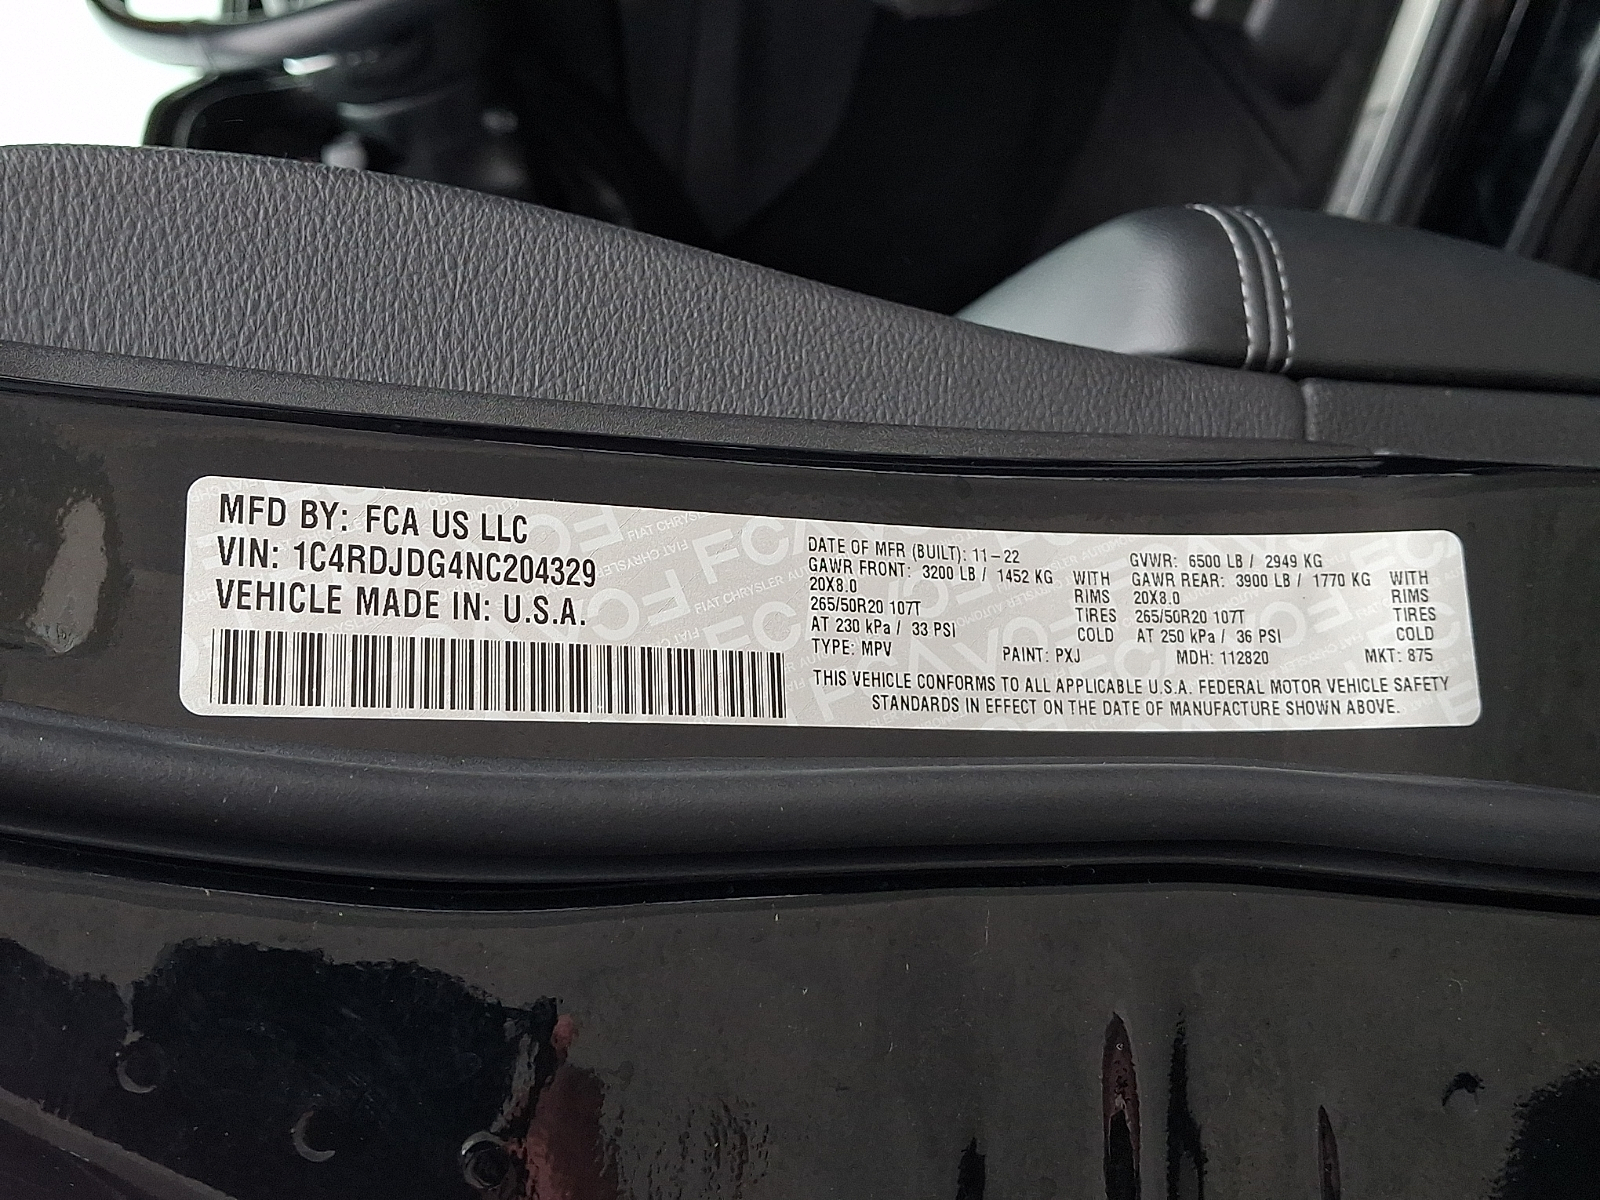 MFD BY: FCA US LLC
VIN: 1C4RDJDG4NC204329
VEHICLE MADE IN: U.S.A.
DATE OF MFR (BUILT): 11-22 GVWR: 6500 LB / 2949 KG
GAWR FRONT: 3200 LB / 1452 KG WITH GAWR REAR: 3900 LB / 1770 KG WITH
20X8.0 RIMS 20X8.0 RIMS
265/50R20 107T TIRES 265/50R20 107T TIRES
AT 230 kPa / 33 PSI COLD AT 250 kPa / 36 PSI COLD
TYPE: MPV PAINT: PXJ MDH: 112820 MKT: 875
THIS VEHICLE CONFORMS TO ALL APPLICABLE U.S.A. FEDERAL MOTOR VEHICLE SAFETY
STANDARDS IN EFFECT ON THE DATE OF MANUFACTURE SHOWN ABOVE.